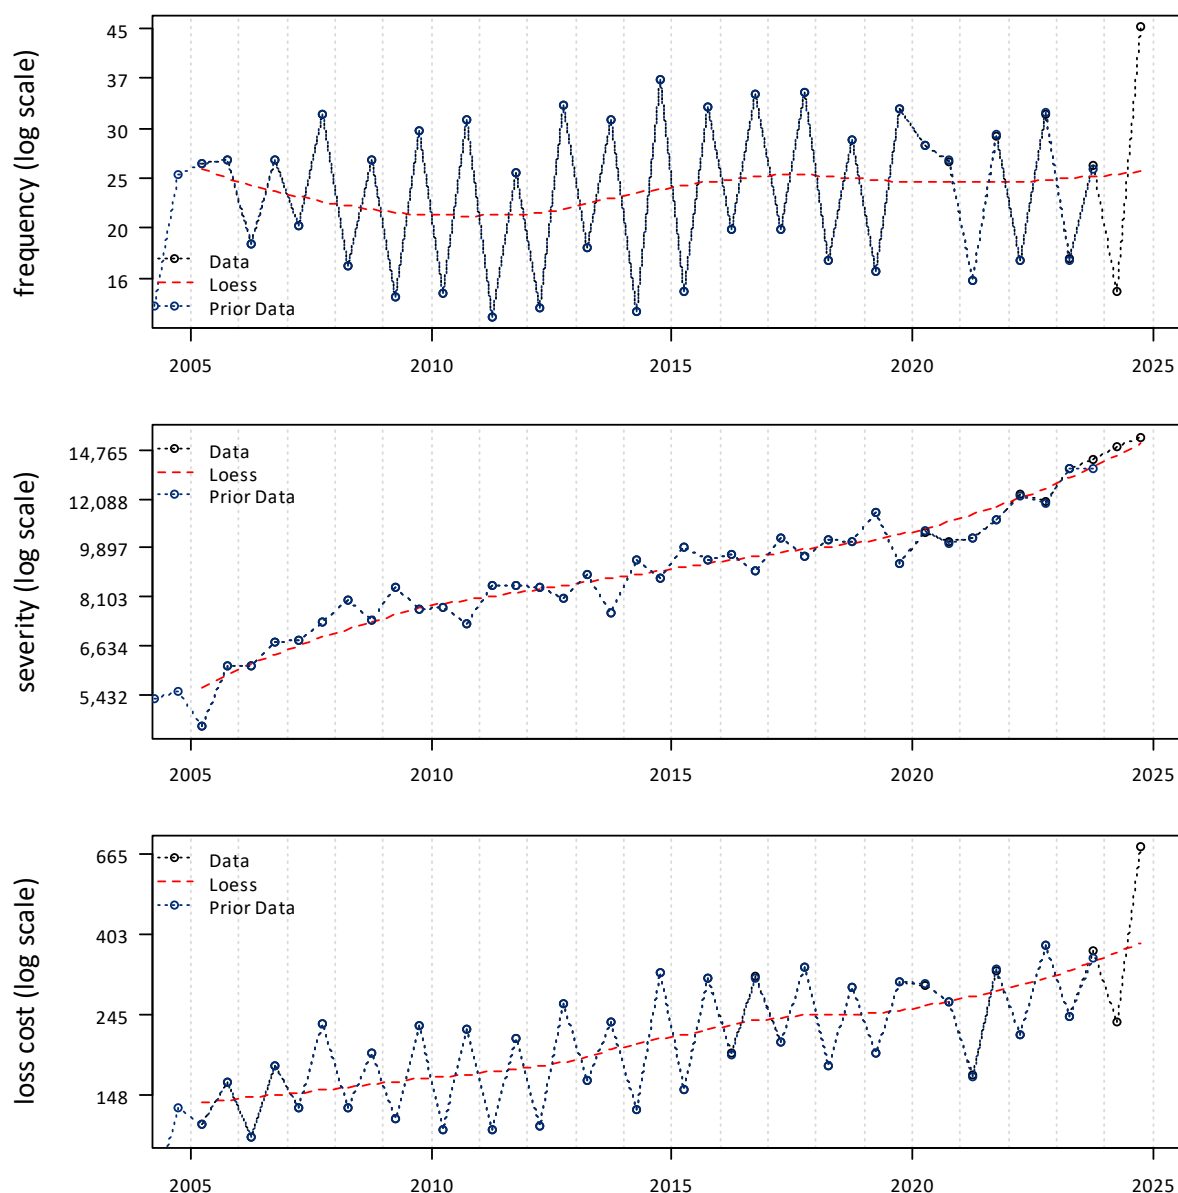 frequency (log scale)
45
37
30
25
20
16
Data
Loess
Prior Data
2005 2010 2015 2020 2025
severity (log scale)
14,765
12,088
9,897
8,103
6,634
5,432
Data
Loess
Prior Data
2005 2010 2015 2020 2025
loss cost (log scale)
665
403
245
148
Data
Loess
Prior Data
2005 2010 2015 2020 2025